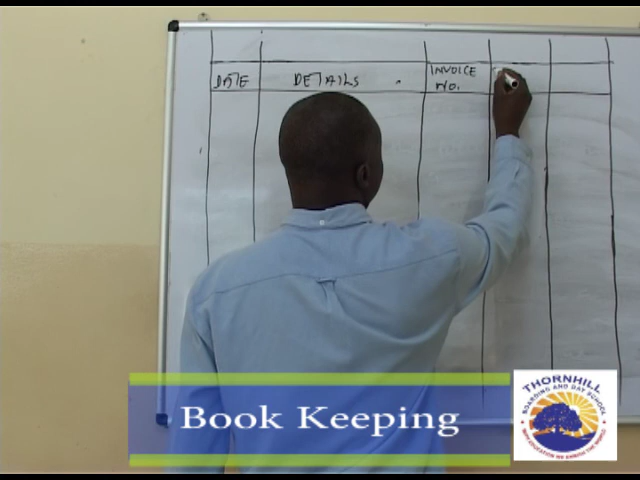 DATE
DETAILS
INVOICE
NO.
Book Keeping
THORNHILL
BOARDING AND DAY SCHOOL